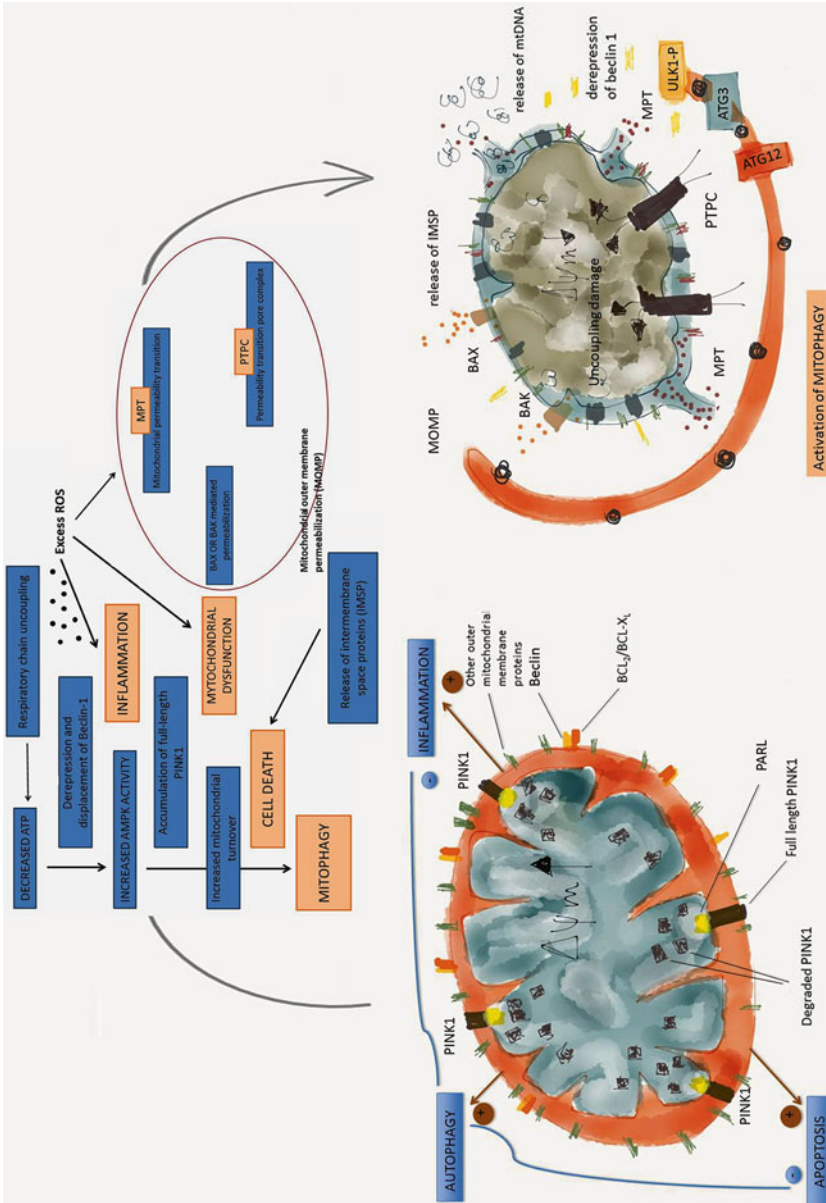 Respiratory chain uncoupling
DECREASED ATP
Excess ROS
Derepression and
displacement of Beclin-1
INFLAMMATION
INCREASED AMPK ACTIVITY
MPT
Mitochondrial permeability transition
Accumulation of full-length
PINK1
MYTOCHONDRIAL
DYSFUNCTION
BAX OR BAK mediated
permeabilization
PTPC
Permeability transition pore complex
Increased mitochondrial
turnover
CELL DEATH
Mitochondrial outer membrane
permeabilization (MOMP)
MITOPHAGY
Release of intermembrane
space proteins (IMSP)
AUTOPHAGY
+
-
INFLAMMATION
+
PINK1
PINK1
Other outer
mitochondrial
membrane
proteins
Beclin
BCL2/BCL-XL
PARL
Full length PINK1
Degraded PINK1
PINK1
-
APOPTOSIS
+
MOMP
BAK
BAX
release of IMSP
release of mtDNA
derepression
of beclin 1
Uncoupling damage
Δψm
Δψm
MPT
PTPC
MPT
ULK1-P
ATG3
ATG12
Activation of MITOPHAGY